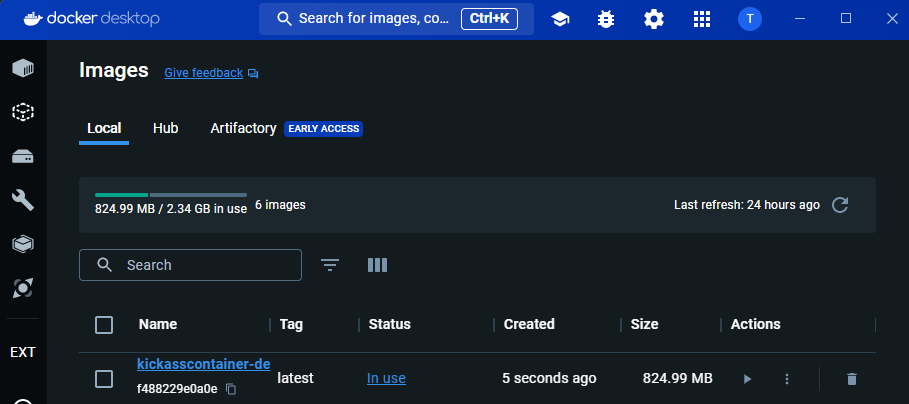 docker desktop
Search for images, co...
Ctrl+K
T
Images
Give feedback
Local
Hub
Artifactory
EARLY ACCESS
824.99 MB / 2.34 GB in use
6 images
Last refresh: 24 hours ago
Search
Name
Tag
Status
Created
Size
Actions
kickasscontainer-de
f488229e0a0e
latest
In use
5 seconds ago
824.99 MB
EXT